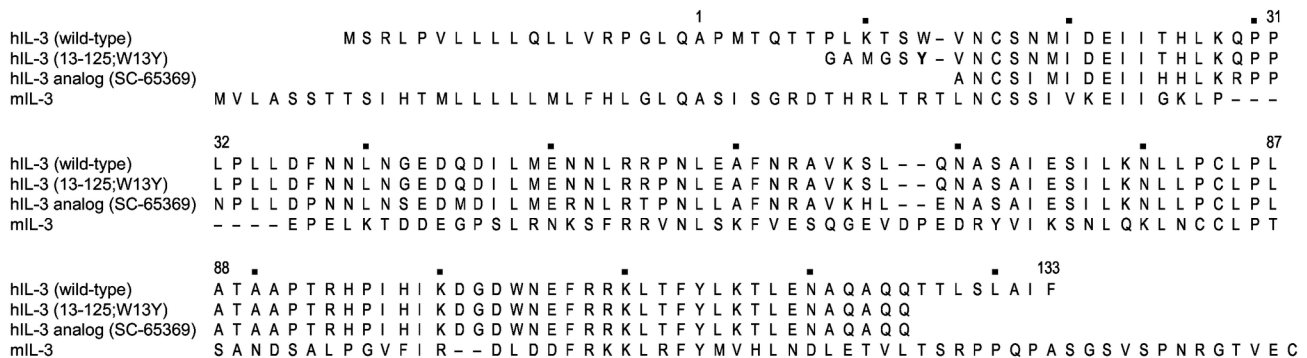 1 ■ ■ ■ 31
hIL-3 (wild-type) M S R L P V L L L L Q L L V R P G L Q A P M T Q T T P L K T S W – V N C S N M I D E I I T H L K Q P P
hIL-3 (13-125;W13Y) G A M G S Y – V N C S N M I D E I I T H L K Q P P
hIL-3 analog (SC-65369) A N C S I M I D E I I H H L K R P P
mIL-3 M V L A S S T T S I H T M L L L L L M L F H L G L Q A S I S G R D T H R L T R T L N C S S I V K E I I G K L P – – –
32 ■ ■ ■ ■ ■ 87
hIL-3 (wild-type) L P L L D F N N L N G E D Q D I L M E N N L R R P N L E A F N R A V K S L – – Q N A S A I E S I L K N L L P C L P L
hIL-3 (13-125;W13Y) L P L L D F N N L N G E D Q D I L M E N N L R R P N L E A F N R A V K S L – – Q N A S A I E S I L K N L L P C L P L
hIL-3 analog (SC-65369) N P L L D P N N L N S E D M D I L M E R N L R T P N L L A F N R A V K H L – – E N A S A I E S I L K N L L P C L P L
mIL-3 – – – – E P E L K T D D E G P S L R N K S F R R V N L S K F V E S Q G E V D P E D R Y V I K S N L Q K L N C C L P T
88 ■ ■ ■ ■ ■ 133
hIL-3 (wild-type) A T A A P T R H P I H I K D G D W N E F R R K L T F Y L K T L E N A Q A Q Q T T L S L A I F
hIL-3 (13-125;W13Y) A T A A P T R H P I H I K D G D W N E F R R K L T F Y L K T L E N A Q A Q Q
hIL-3 analog (SC-65369) A T A A P T R H P I H I K D G D W N E F R R K L T F Y L K T L E N A Q A Q Q
mIL-3 S A N D S A L P G V F I R – – D L D D F R K K L R F Y M V H L N D L E T V L T S R P P Q P A S G S V S P N R G T V E C